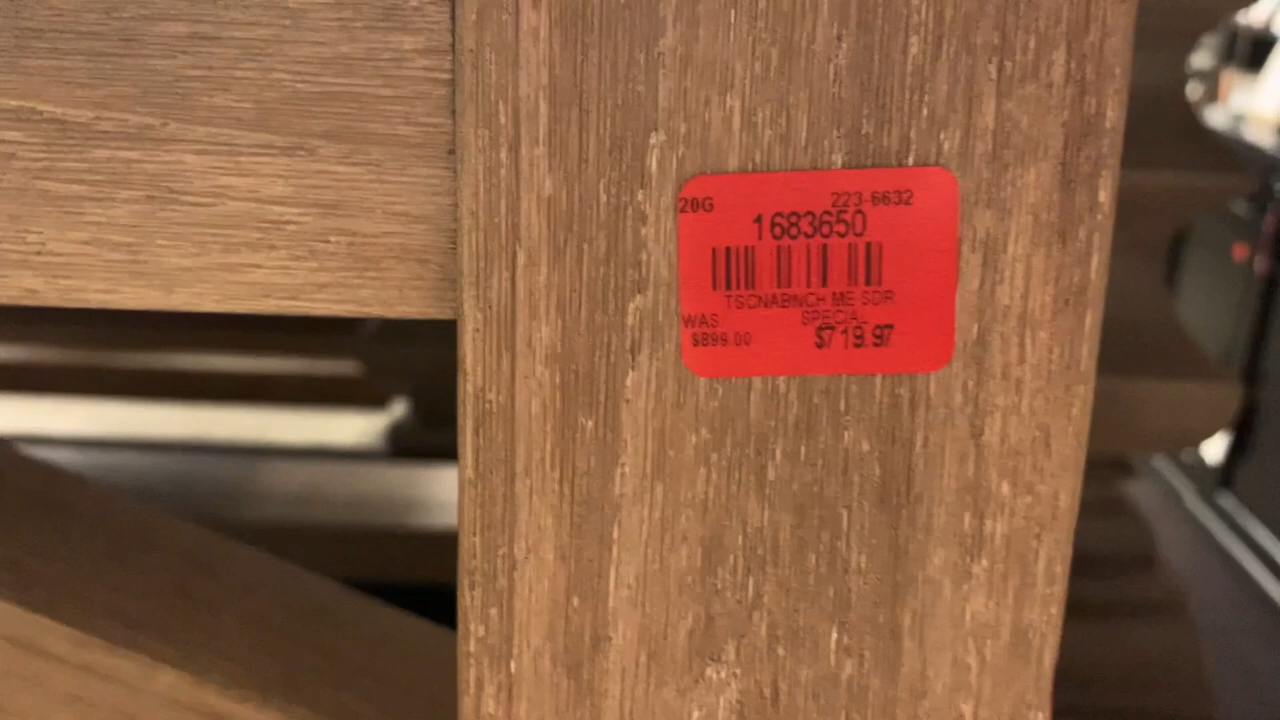 20G 223-6632
1683650
TSCNABNCH ME SDR
WAS SPECIAL
$899.00 $719.97